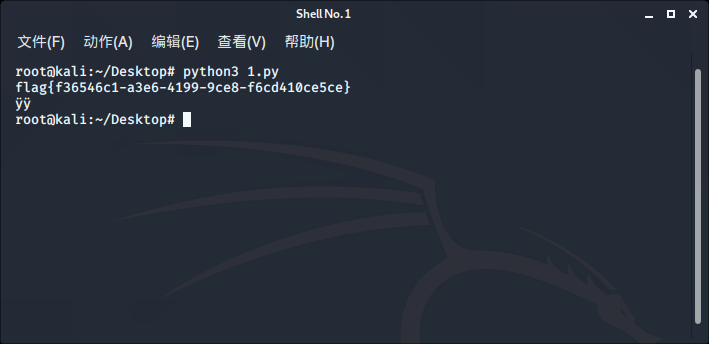 Shell No.1
文件(F) 动作(A) 编辑(E) 查看(V) 帮助(H)
root@kali:~/Desktop# python3 1.py
flag{f36546c1-a3e6-4199-9ce8-f6cd410ce5ce}
ÿÿ
root@kali:~/Desktop#